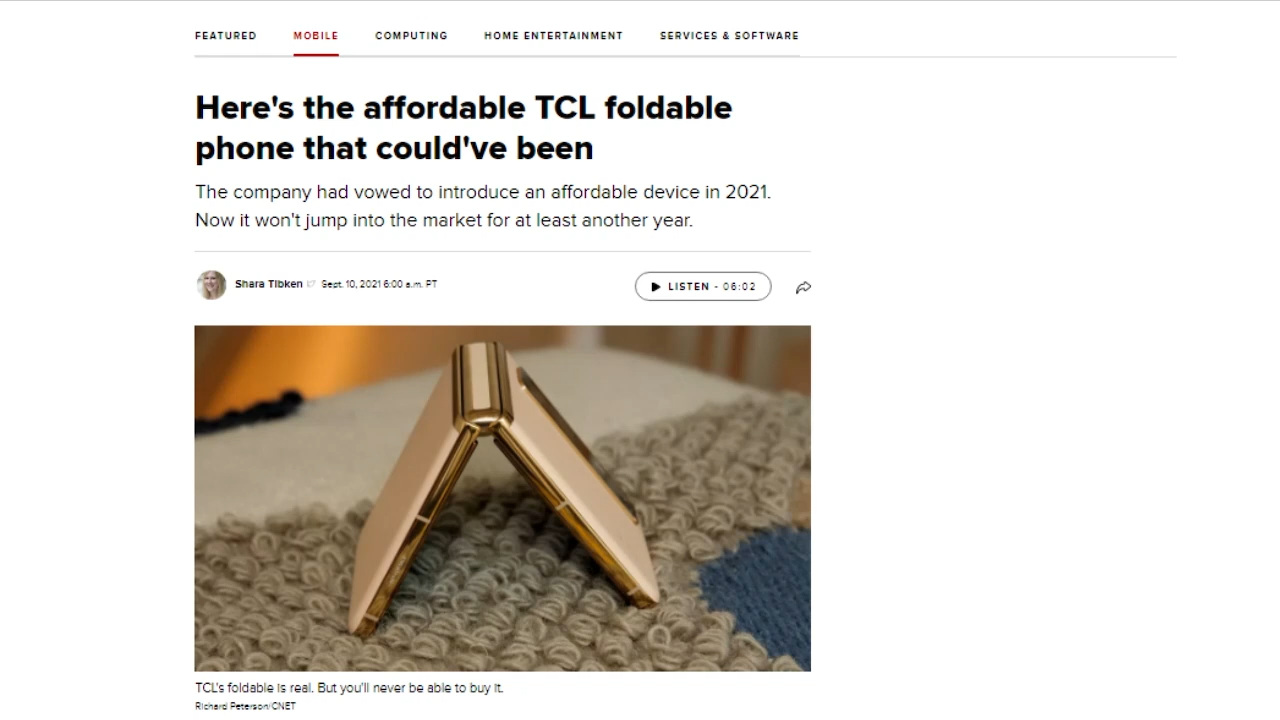 FEATURED MOBILE COMPUTING HOME ENTERTAINMENT SERVICES & SOFTWARE
Here's the affordable TCL foldable
phone that could've been
The company had vowed to introduce an affordable device in 2021.
Now it won't jump into the market for at least another year.
Shara Tibken Sept. 10, 2021 6:00 a.m. PT
LISTEN - 06:02
TCL's foldable is real. But you'll never be able to buy it.
Richard Peterson/CNET